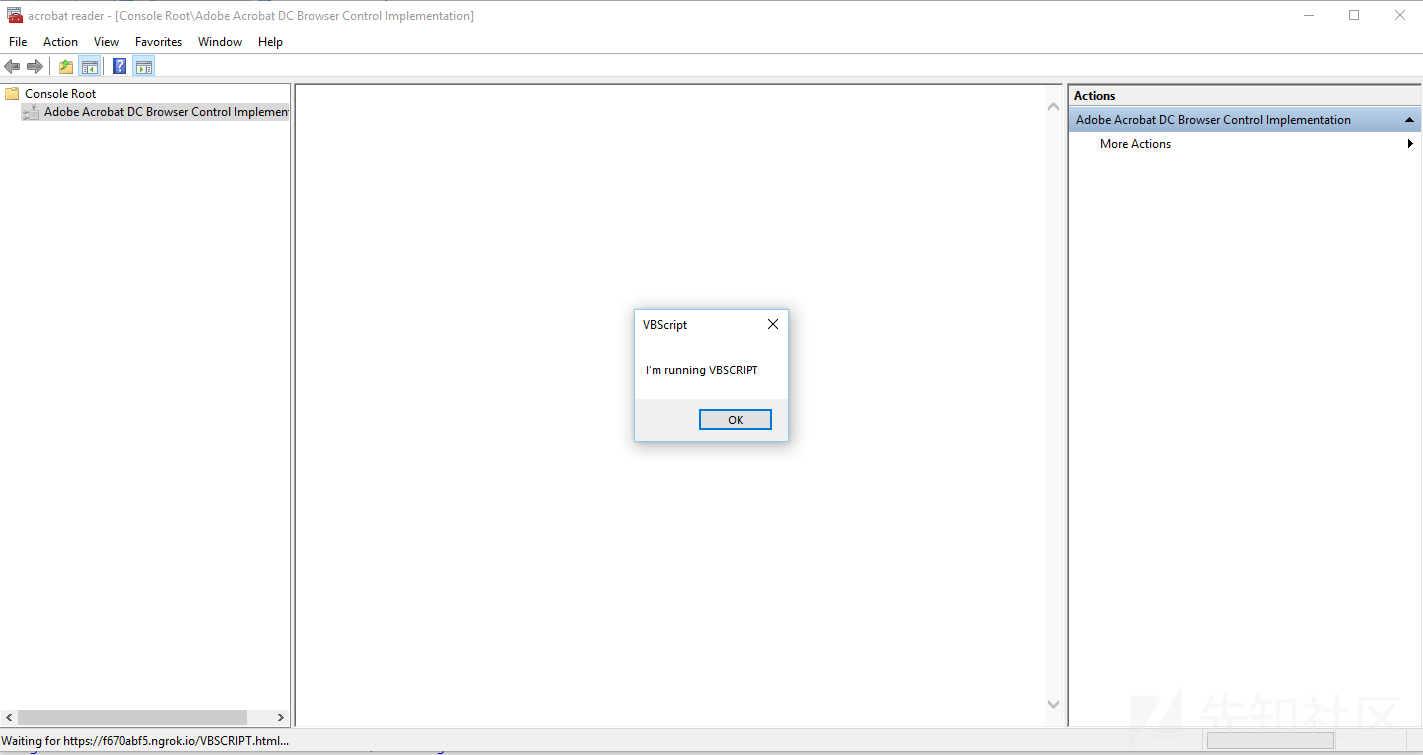 acrobat reader - [Console Root\Adobe Acrobat DC Browser Control Implementation]
File Action View Favorites Window Help
Console Root
Adobe Acrobat DC Browser Control Implemen
Actions
Adobe Acrobat DC Browser Control Implementation
More Actions
VBScript
I'm running VBSCRIPT
OK
先知社区
Waiting for https://f670abf5.ngrok.io/VBSCRIPT.html...